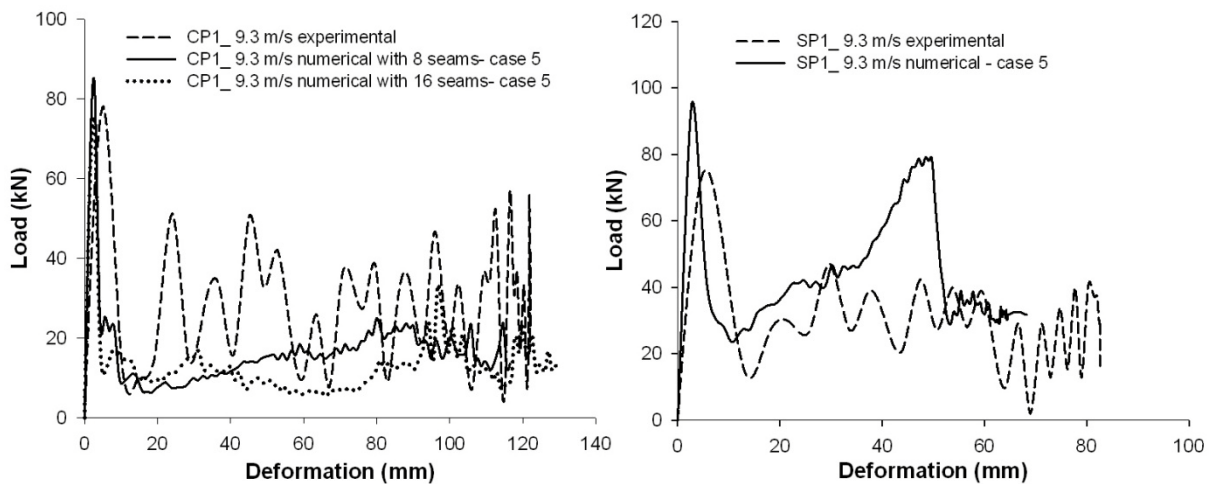 100
80
60
40
20
0
Load (kN)
CP1_ 9.3 m/s experimental
CP1_ 9.3 m/s numerical with 8 seams- case 5
CP1_ 9.3 m/s numerical with 16 seams- case 5
0 20 40 60 80 100 120 140
Deformation (mm)
120
100
80
60
40
20
0
Load (kN)
SP1_ 9.3 m/s experimental
SP1_ 9.3 m/s numerical - case 5
0 20 40 60 80 100
Deformation (mm)